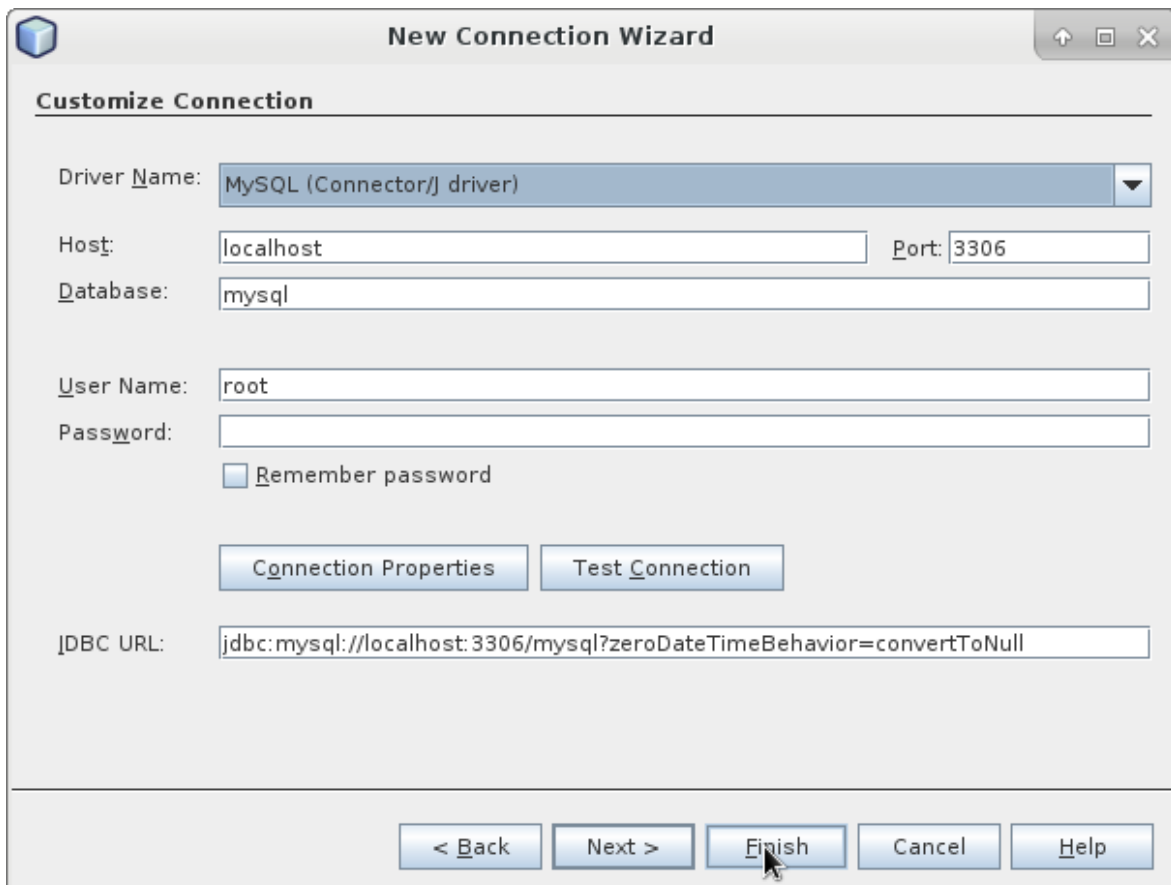 New Connection Wizard
Customize Connection
Driver Name: MySQL (Connector/J driver)
Host: localhost Port: 3306
Database: mysql
User Name: root
Password:
Remember password
Connection Properties Test Connection
JDBC URL: jdbc:mysql://localhost:3306/mysql?zeroDateTimeBehavior=convertToNull
< Back Next > Finish Cancel Help